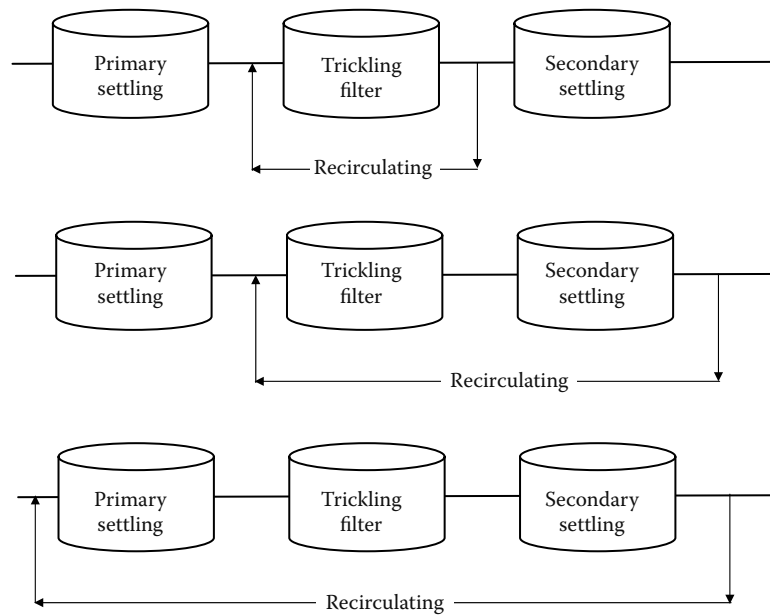 Primary
settling
Trickling
filter
Secondary
settling
Recirculating
Primary
settling
Trickling
filter
Secondary
settling
Recirculating
Primary
settling
Trickling
filter
Secondary
settling
Recirculating